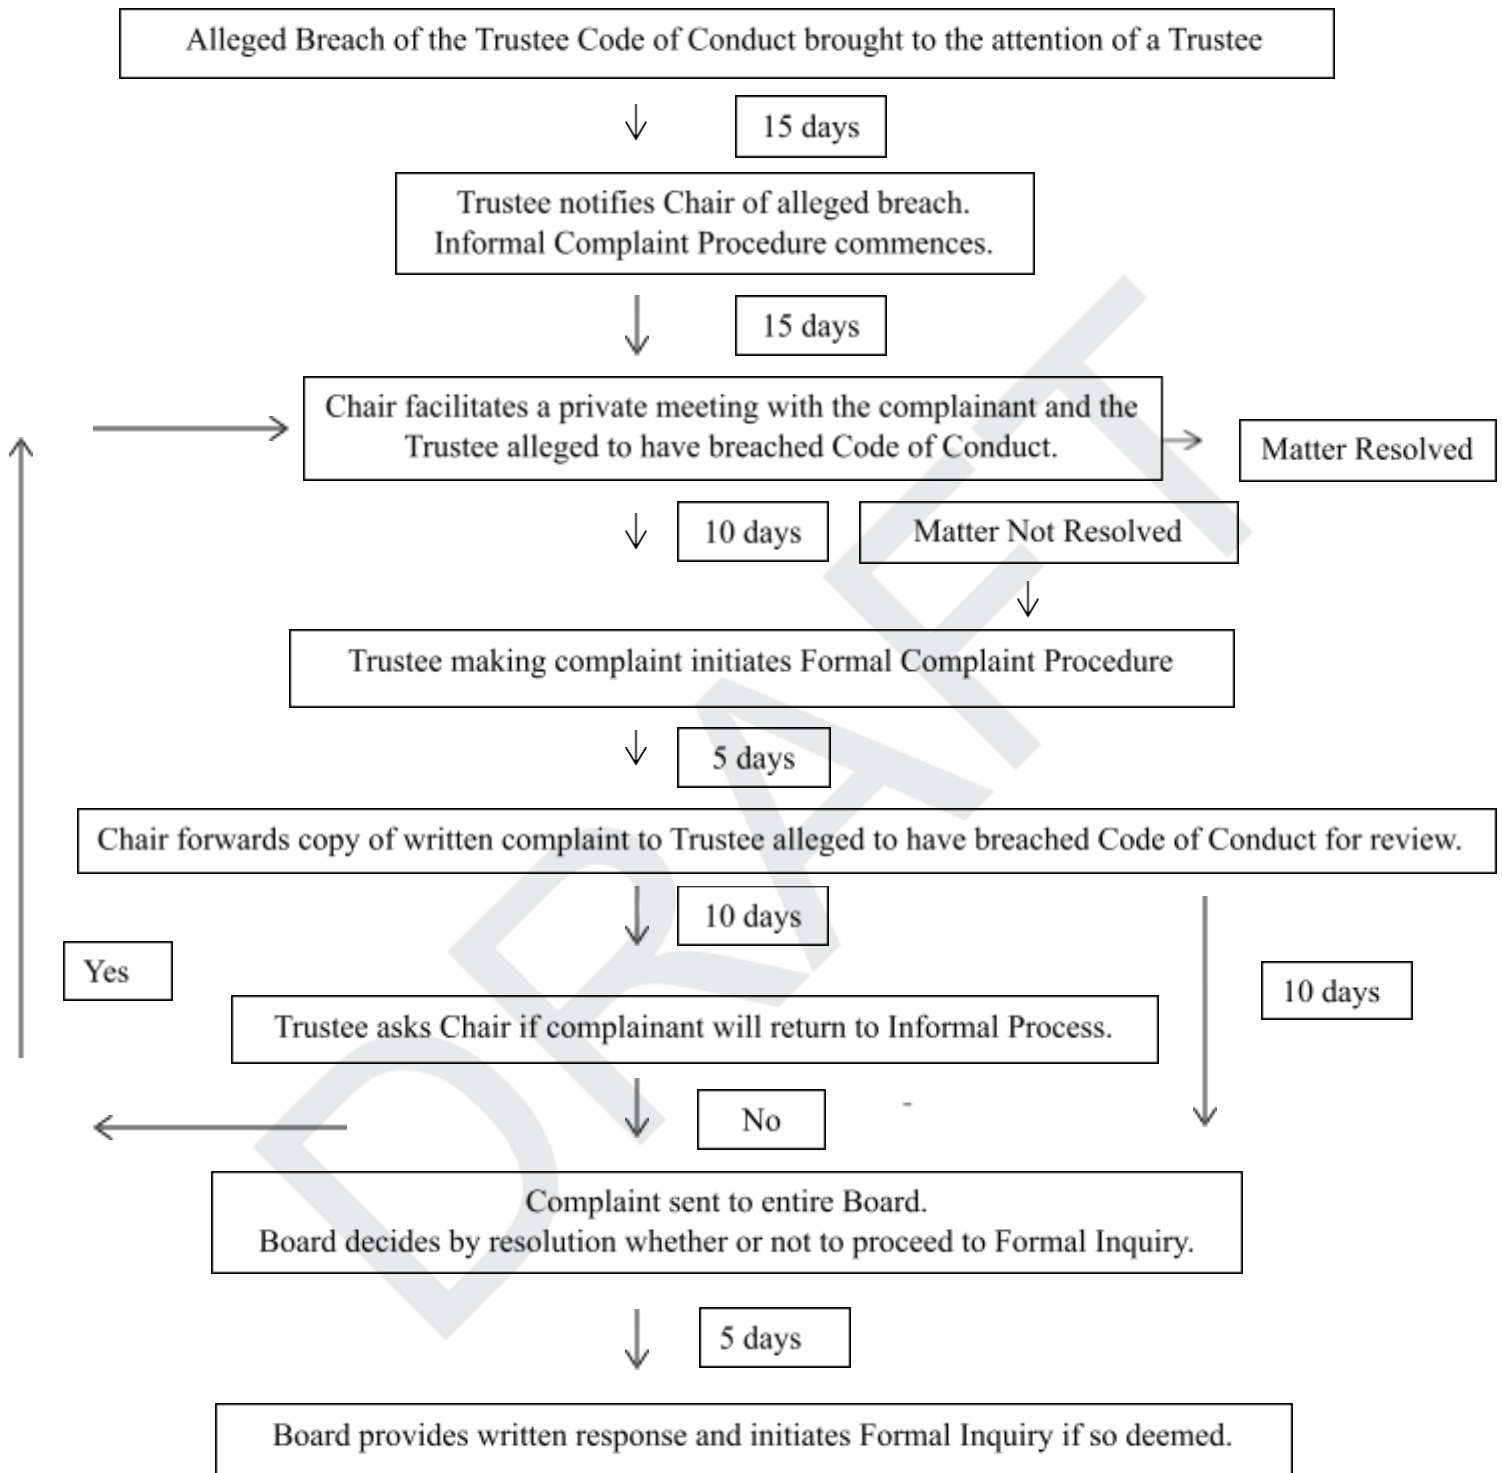 Alleged Breach of the Trustee Code of Conduct brought to the attention of a Trustee
15 days
Trustee notifies Chair of alleged breach.
Informal Complaint Procedure commences.
15 days
Chair facilitates a private meeting with the complainant and the
Trustee alleged to have breached Code of Conduct.
Matter Resolved
10 days
Matter Not Resolved
Trustee making complaint initiates Formal Complaint Procedure
5 days
Chair forwards copy of written complaint to Trustee alleged to have breached Code of Conduct for review.
10 days
Yes
10 days
Trustee asks Chair if complainant will return to Informal Process.
No
-
Complaint sent to entire Board.
Board decides by resolution whether or not to proceed to Formal Inquiry.
5 days
Board provides written response and initiates Formal Inquiry if so deemed.
DRAFT